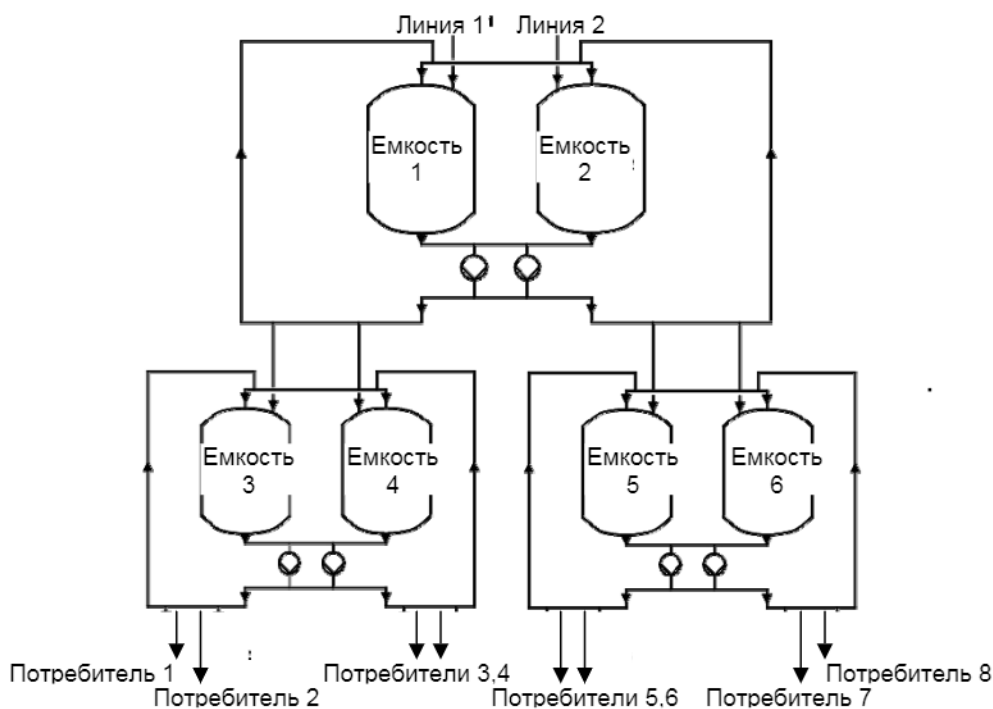 Линия 1 Линия 2
Емкость
1
Емкость
2
Емкость
3
Емкость
4
Емкость
5
Емкость
6
Потребитель 1
Потребитель 2
Потребители 3,4
Потребители 5,6
Потребитель 7
Потребитель 8